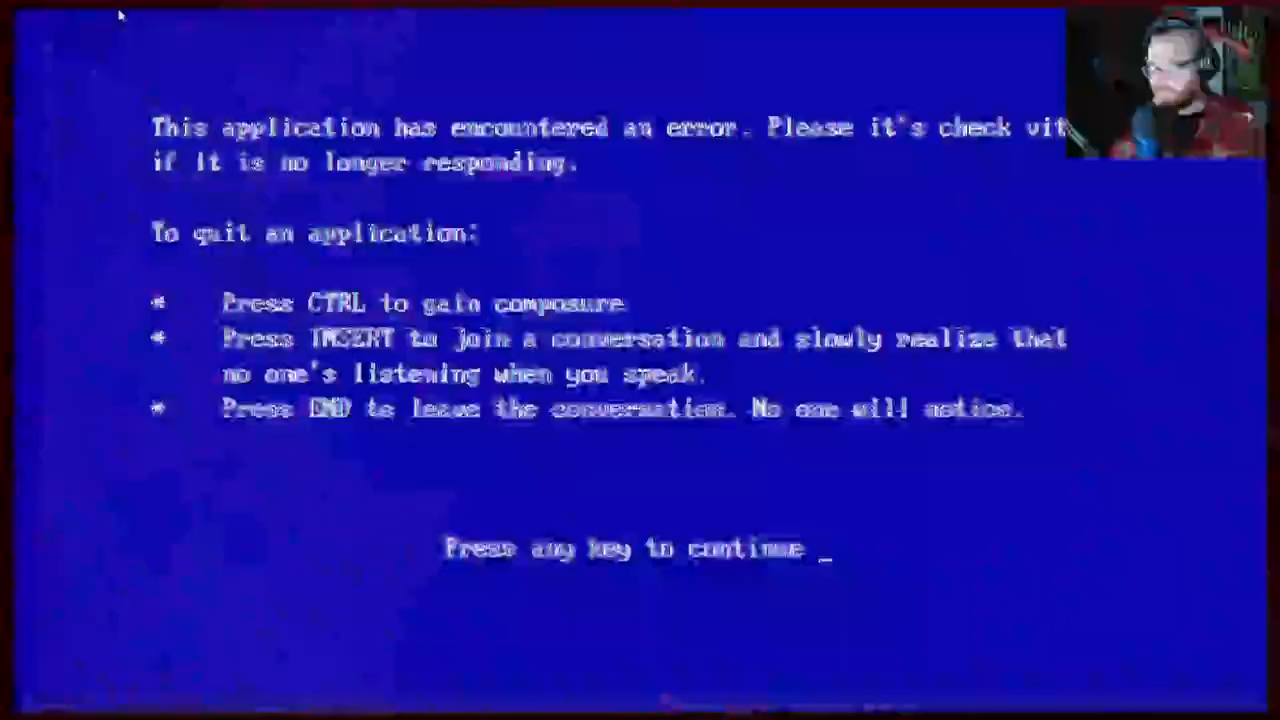 This application has encountered an error. Please it's check
if it is no longer responding.
To quit an application:
* Press CTRL to gain composure
* Press INSERT to join a conversation and slowly realize that
no one's listening when you speak.
* Press END to leave the conversation. No one will notice.
Press any key to continue _